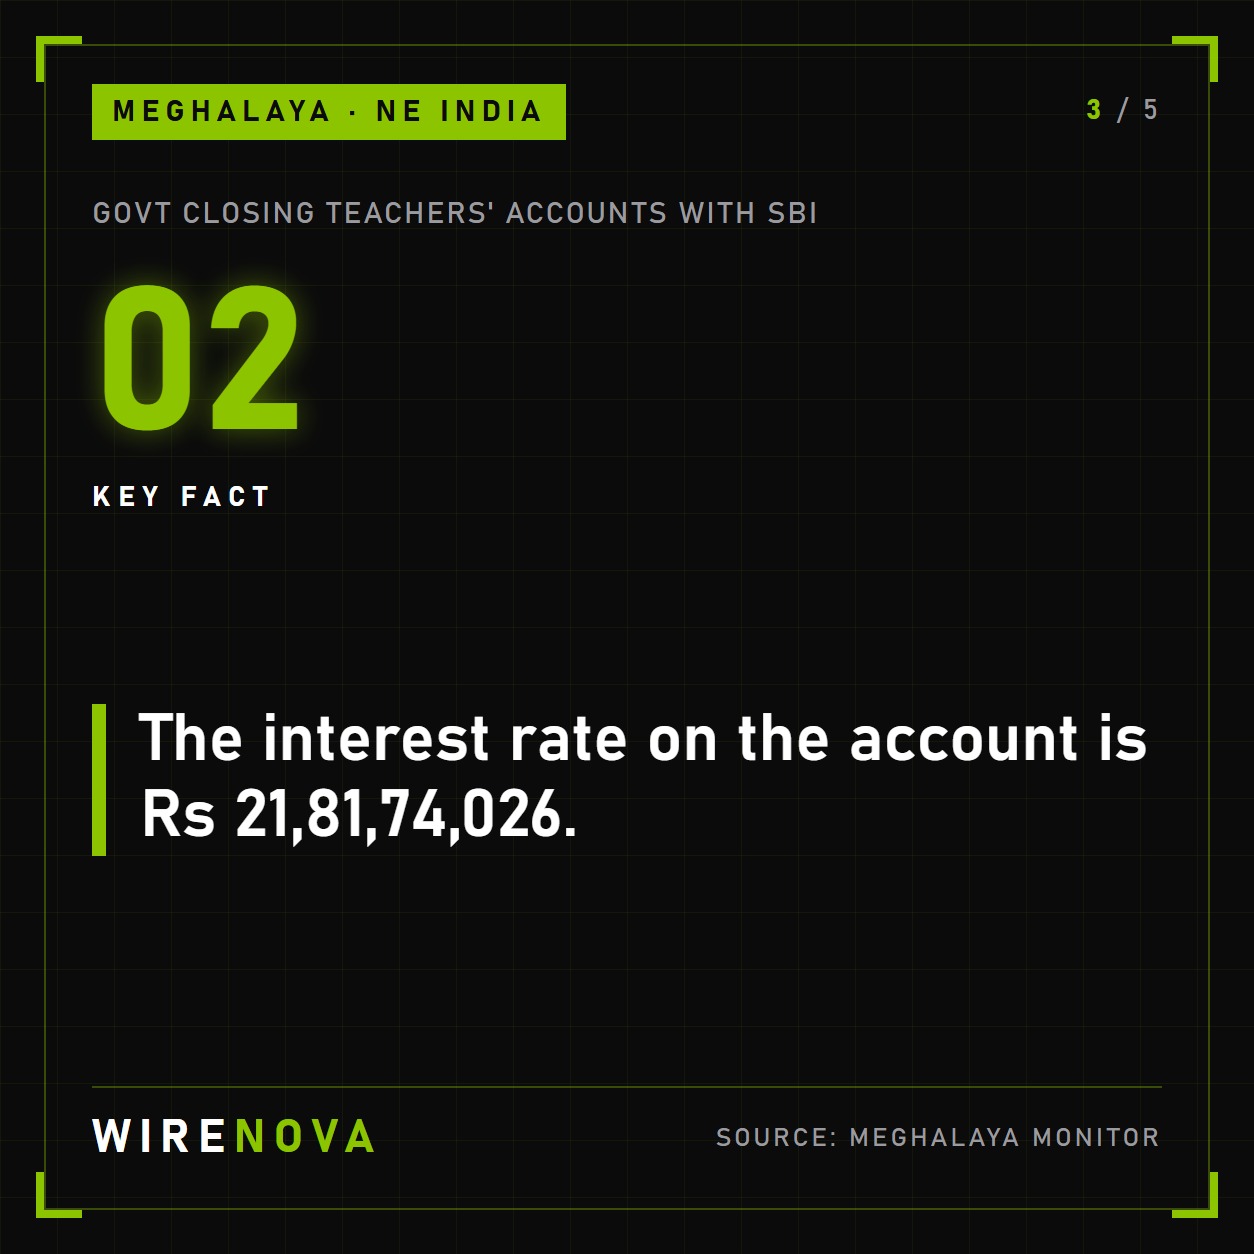 MEGHALAYA · NE INDIA
3 / 5
GOVT CLOSING TEACHERS' ACCOUNTS WITH SBI
02
KEY FACT
The interest rate on the account is
Rs 21,81,74,026.
WIRENOVA
SOURCE: MEGHALAYA MONITOR